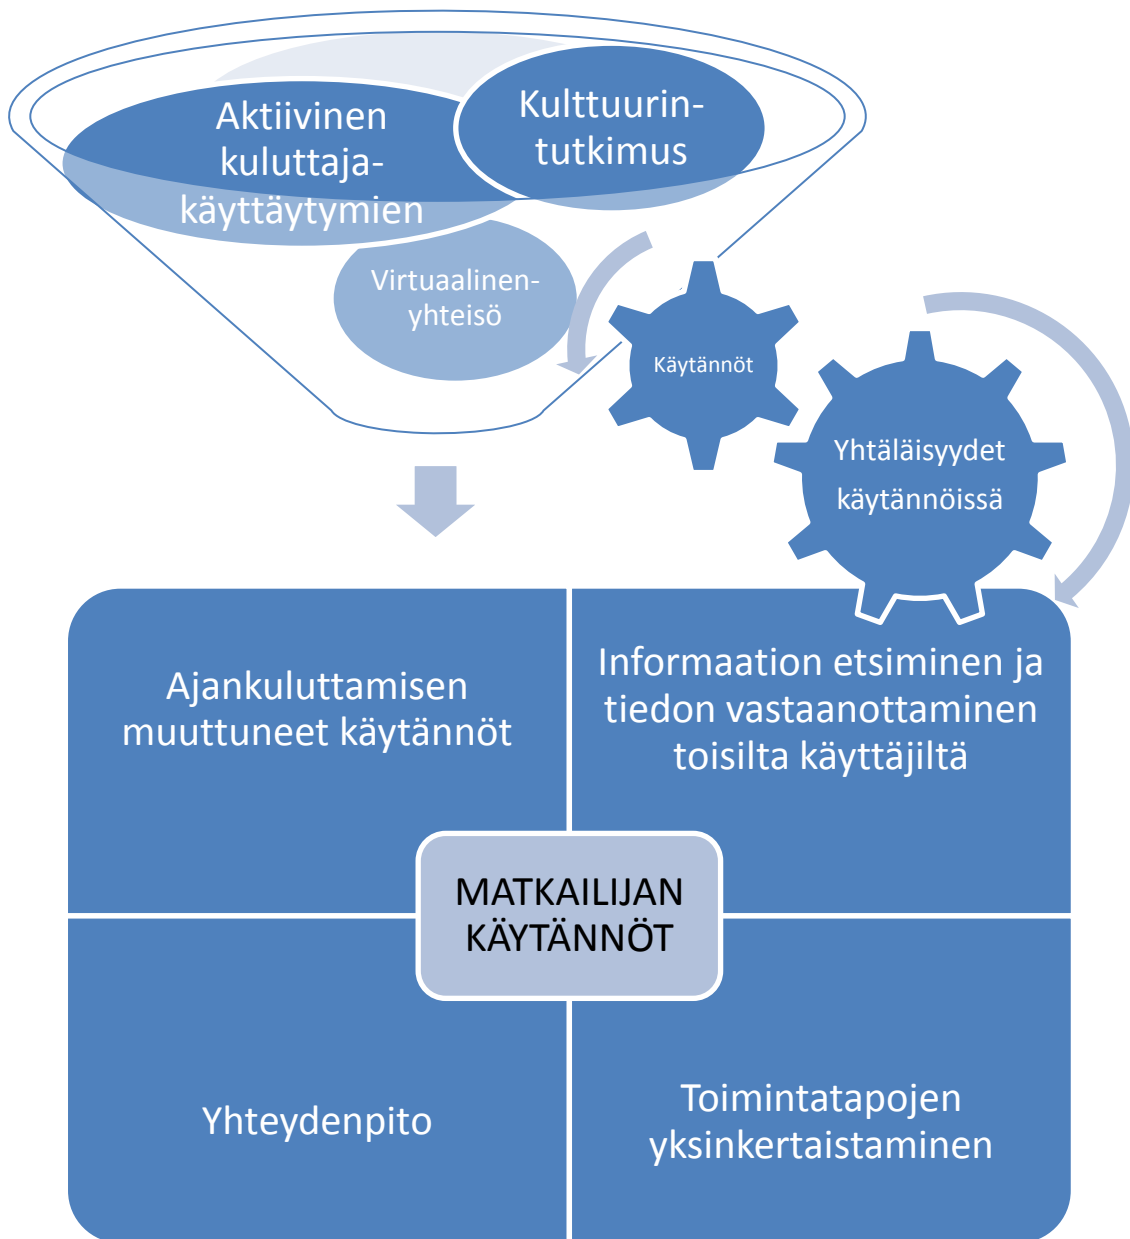 Aktiivinen
kuluttaja-
käyttäytymien
Kulttuurin-
tutkimus
Virtuaalinen-
yhteisö
Käytännöt
Yhtäläisyydet
käytännöissä
Ajankuluttamisen
muuttuneet käytännöt
Informaation etsiminen ja
tiedon vastaanottaminen
toisilta käyttäjiltä
MATKAILIJAN
KÄYTÄNNÖT
Yhteydenpito
Toimintatapojen
yksinkertaistaminen